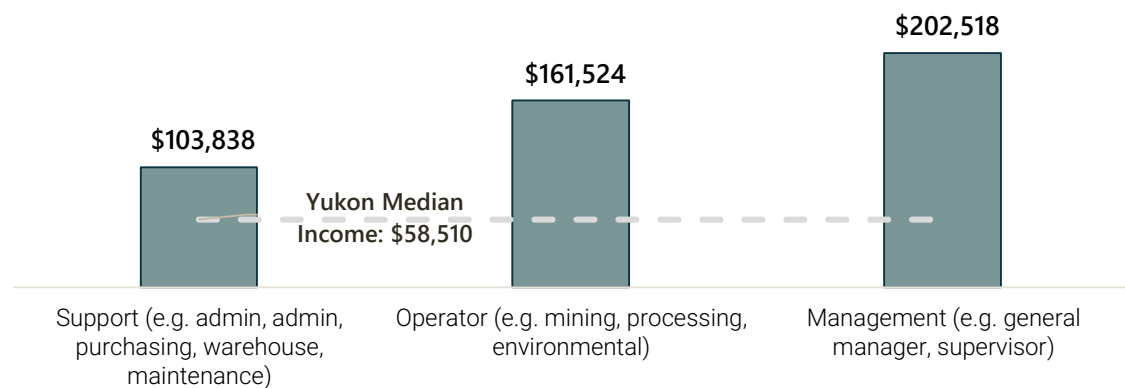 $202,518
$161,524
$103,838
Yukon Median
Income: $58,510
Support (e.g. admin, admin,
purchasing, warehouse,
maintenance)
Operator (e.g. mining, processing,
environmental)
Management (e.g. general
manager, supervisor)